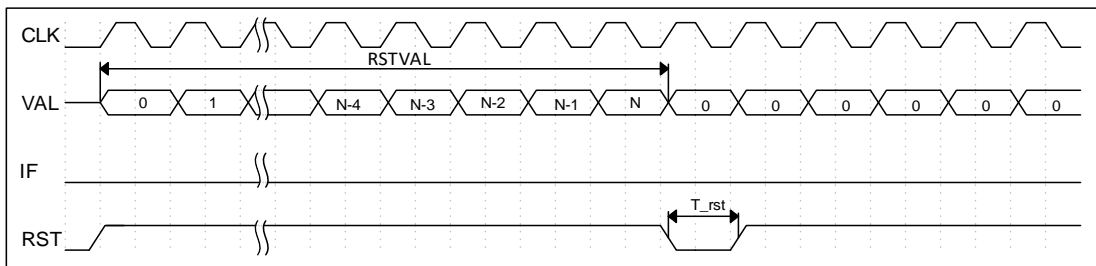 CLK
RSTVAL
VAL 0 1 N-4 N-3 N-2 N-1 N 0 0 0 0 0 0
IF
T_rst
RST